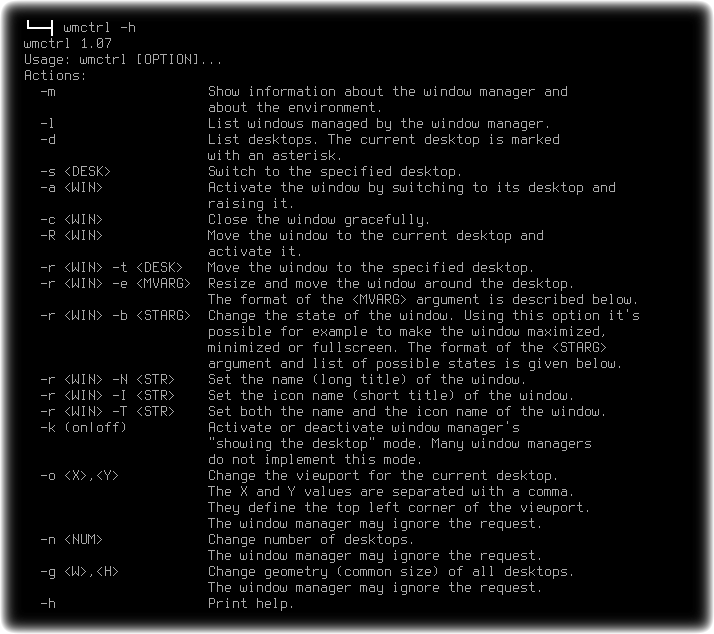 wmctrl -h
wmctrl 1.07
Usage: wmctrl [OPTION]...
Actions:
  -m                   Show information about the window manager and
                       about the environment.
  -l                   List windows managed by the window manager.
  -d                   List desktops. The current desktop is marked
                       with an asterisk.
  -s <DESK>            Switch to the specified desktop.
  -a <WIN>             Activate the window by switching to its desktop and
                       raising it.
  -c <WIN>             Close the window gracefully.
  -R <WIN>             Move the window to the current desktop and
                       activate it.
  -r <WIN> -t <DESK>   Move the window to the specified desktop.
  -r <WIN> -e <MVARG>  Resize and move the window around the desktop.
                       The format of the <MVARG> argument is described below.
  -r <WIN> -b <STARG>  Change the state of the window. Using this option it's
                       possible for example to make the window maximized,
                       minimized or fullscreen. The format of the <STARG>
                       argument and list of possible states is given below.
  -r <WIN> -N <STR>    Set the name (long title) of the window.
  -r <WIN> -I <STR>    Set the icon name (short title) of the window.
  -r <WIN> -T <STR>    Set both the name and the icon name of the window.
  -k (on|off)          Activate or deactivate window manager's
                       "showing the desktop" mode. Many window managers
                       do not implement this mode.
  -o <X>,<Y>           Change the viewport for the current desktop.
                       The X and Y values are separated with a comma.
                       They define the top left corner of the viewport.
                       The window manager may ignore the request.
  -n <NUM>             Change number of desktops.
                       The window manager may ignore the request.
  -g <W>,<H>           Change geometry (common size) of all desktops.
                       The window manager may ignore the request.
  -h                   Print help.